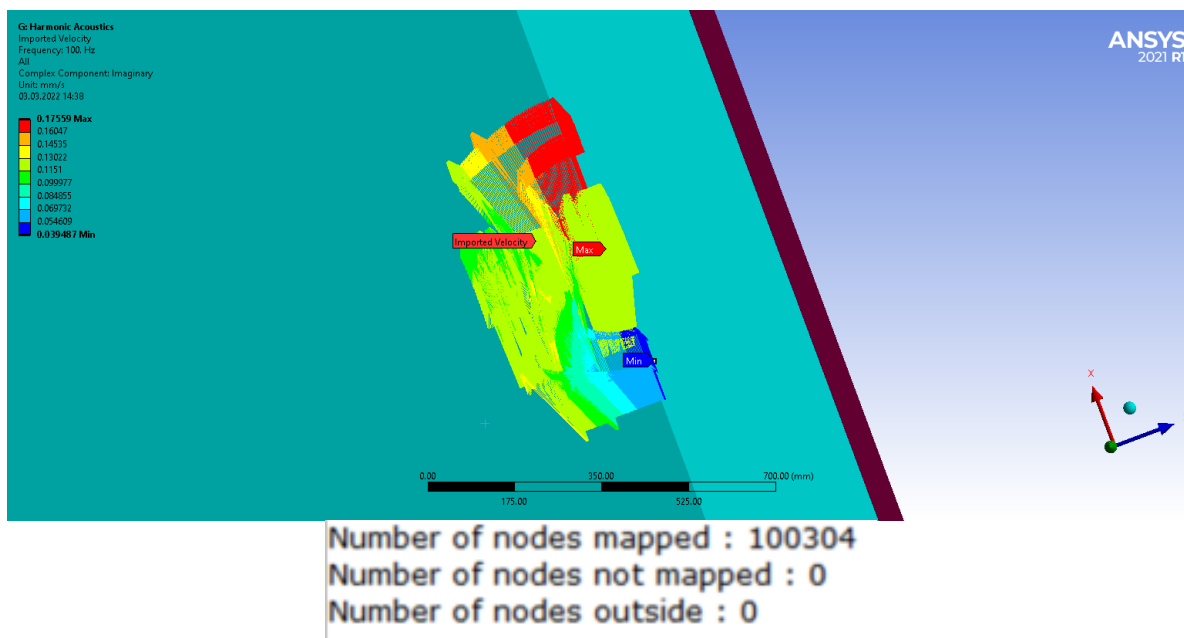 G: Harmonic Acoustics
Imported Velocity
Frequency: 100. Hz
All
Complex Component: Imaginary
Unit: mm/s
03.03.2022 14:38
0.17559 Max
0.16047
0.14535
0.13022
0.1151
0.099977
0.084855
0.069732
0.054609
0.039487 Min
ANSYS
2021 R1
Imported Velocity
Max
Min
X
0.00
350.00
700.00 (mm)
175.00
525.00
Number of nodes mapped : 100304
Number of nodes not mapped : 0
Number of nodes outside : 0